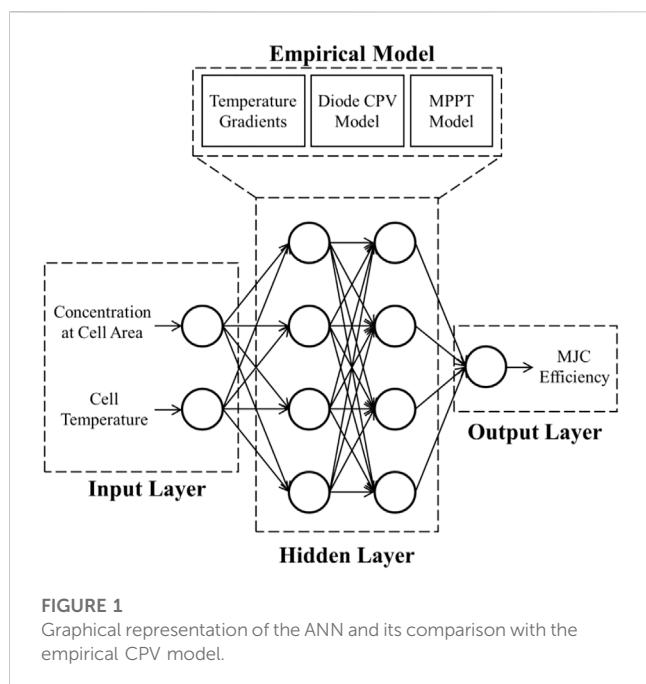 Empirical Model
Temperature
Gradients
Diode CPV
Model
MPPT
Model
Concentration
at Cell Area
Cell
Temperature
Input Layer
Hidden Layer
MJC
Efficiency
Output Layer
FIGURE 1
Graphical representation of the ANN and its comparison with the
empirical CPV model.